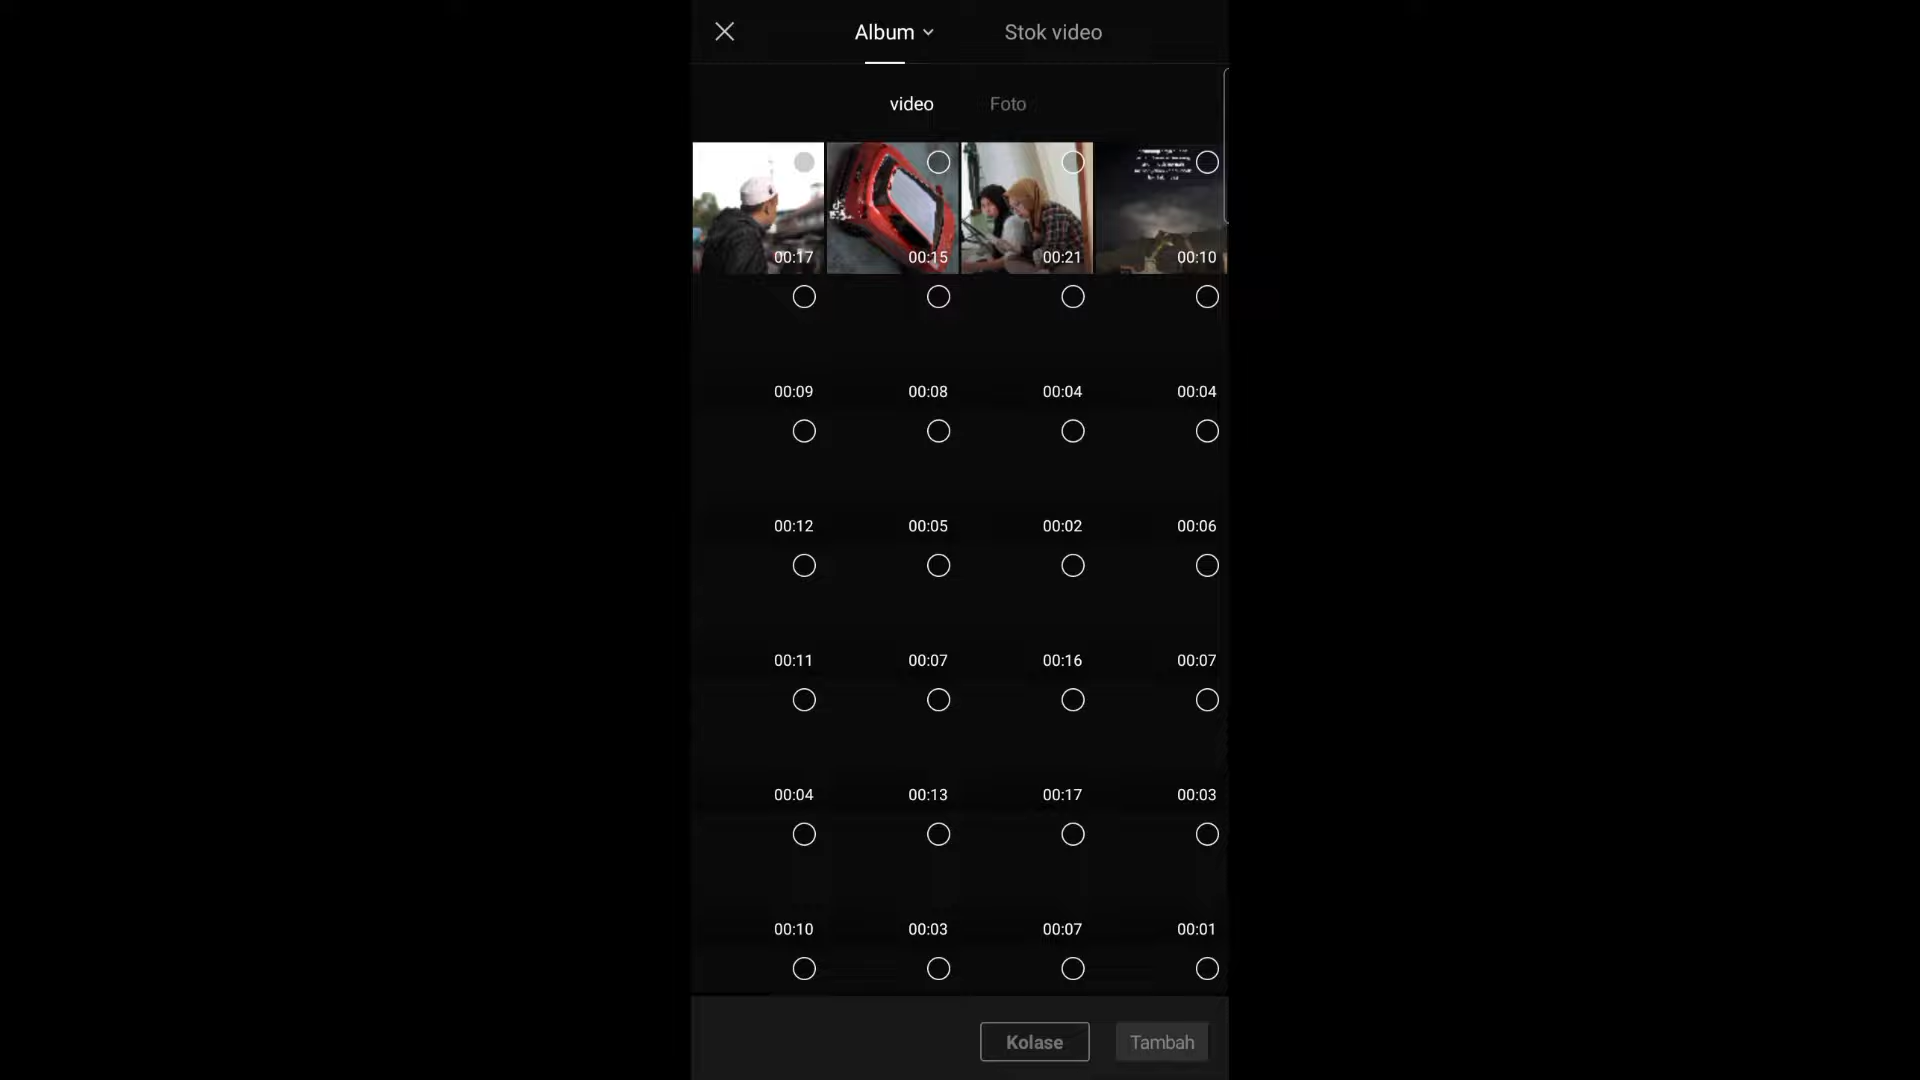 Album Stok video
video Foto
00:17 00:15 00:21 00:10
00:09 00:08 00:04 00:04
00:12 00:05 00:02 00:06
00:11 00:07 00:16 00:07
00:04 00:13 00:17 00:03
00:10 00:03 00:07 00:01
Kolase Tambah